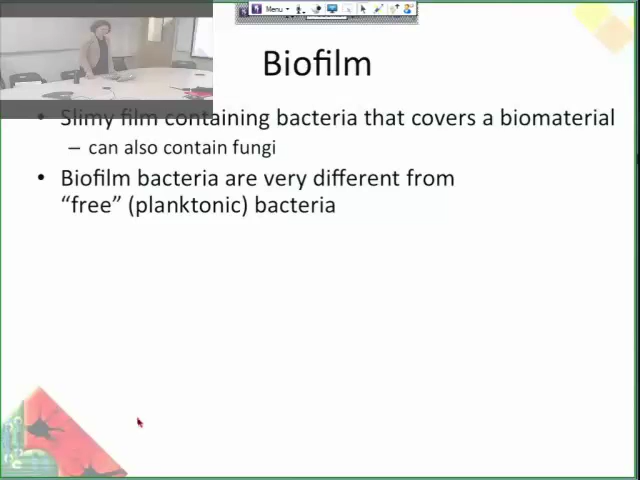 Menu
Biofilm
• Slimy film containing bacteria that covers a biomaterial
– can also contain fungi
• Biofilm bacteria are very different from
“free” (planktonic) bacteria